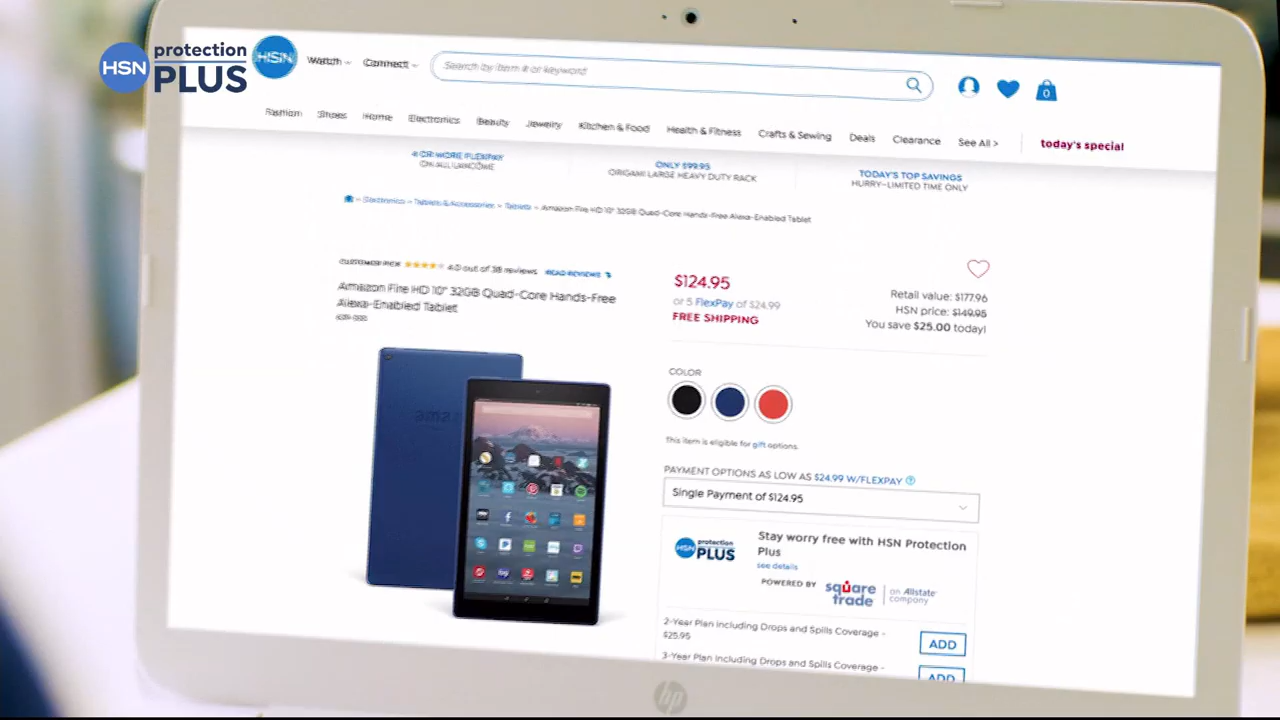 HSN protection PLUS
HSN
Watch
Connect
Search by item # or keyword
0
Fashion
Shoes
Home
Electronics
Beauty
Jewelry
Kitchen & Food
Health & Fitness
Crafts & Sewing
Deals
Clearance
See All >
today's special
4 OR MORE FLEXPAY
ON ALL LANCOME
ONLY $99.95
ORIGAMI LARGE HEAVY DUTY RACK
TODAY'S TOP SAVINGS
HURRY-LIMITED TIME ONLY
Electronics > Tablets & Accessories > Tablets > Amazon Fire HD 10" 32GB Quad-Core Hands-Free Alexa-Enabled Tablet
CUSTOMER PICK
4.0 out of 38 reviews
READ REVIEWS
Amazon Fire HD 10" 32GB Quad-Core Hands-Free
Alexa-Enabled Tablet
$124.95
or 5 FlexPay of $24.99
FREE SHIPPING
Retail value: $177.96
HSN price: $149.95
You save $25.00 today!
COLOR
This item is eligible for gift options.
PAYMENT OPTIONS AS LOW AS $24.99 W/FLEXPAY
Single Payment of $124.95
HSN protection PLUS
Stay worry free with HSN Protection
Plus
see details
POWERED BY
square trade
an Allstate company
2-Year Plan Including Drops and Spills Coverage -
$25.95
ADD
3-Year Plan Including Drops and Spills Coverage -
ADD
amaz
hp